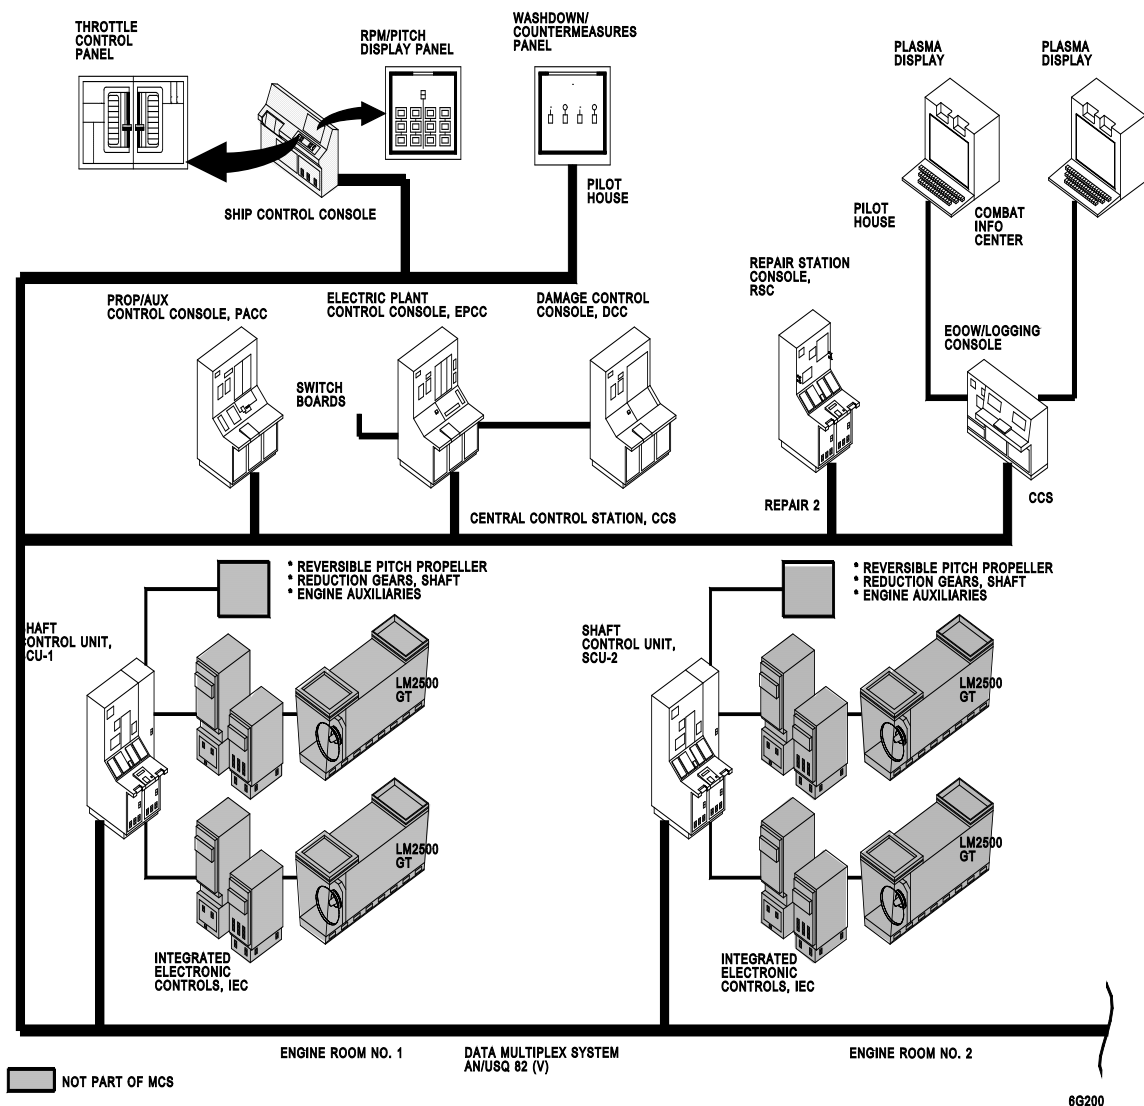 THROTTLE
CONTROL
PANEL
RPM/PITCH
DISPLAY PANEL
WASHDOWN/
COUNTERMEASURES
PANEL
PLASMA
DISPLAY
PLASMA
DISPLAY
SHIP CONTROL CONSOLE
PILOT
HOUSE
PILOT
HOUSE
COMBAT
INFO
CENTER
PROP/AUX
CONTROL CONSOLE, PACC
ELECTRIC PLANT
CONTROL CONSOLE, EPCC
DAMAGE CONTROL
CONSOLE, DCC
REPAIR STATION
CONSOLE,
RSC
EOOW/LOGGING
CONSOLE
SWITCH
BOARDS
CENTRAL CONTROL STATION, CCS
REPAIR 2
CCS
* REVERSIBLE PITCH PROPELLER
* REDUCTION GEARS, SHAFT
* ENGINE AUXILIARIES
* REVERSIBLE PITCH PROPELLER
* REDUCTION GEARS, SHAFT
* ENGINE AUXILIARIES
SHAFT
CONTROL UNIT,
SCU-1
SHAFT
CONTROL UNIT,
SCU-2
LM2500
GT
LM2500
GT
LM2500
GT
LM2500
GT
INTEGRATED
ELECTRONIC
CONTROLS, IEC
INTEGRATED
ELECTRONIC
CONTROLS, IEC
ENGINE ROOM NO. 1
DATA MULTIPLEX SYSTEM
AN/USQ 82 (V)
ENGINE ROOM NO. 2
NOT PART OF MCS
6G200